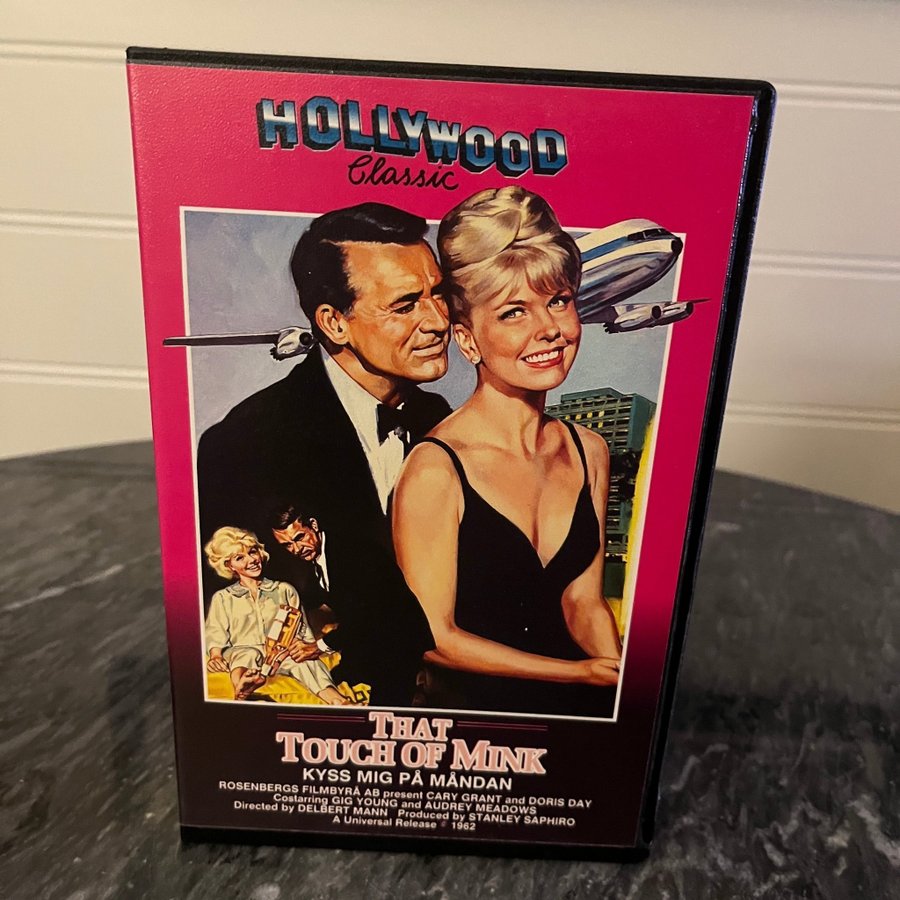 HOLLYWOOD
Classic
THAT
TOUCH OF MINK
KYSS MIG PÅ MÅNDAN
ROSENBERGS FILMBYRÅ AB present CARY GRANT and DORIS DAY
Costarring GIG YOUNG and AUDREY MEADOWS
Directed by DELBERT MANN Produced by STANLEY SAPHIRO
A Universal Release © 1962